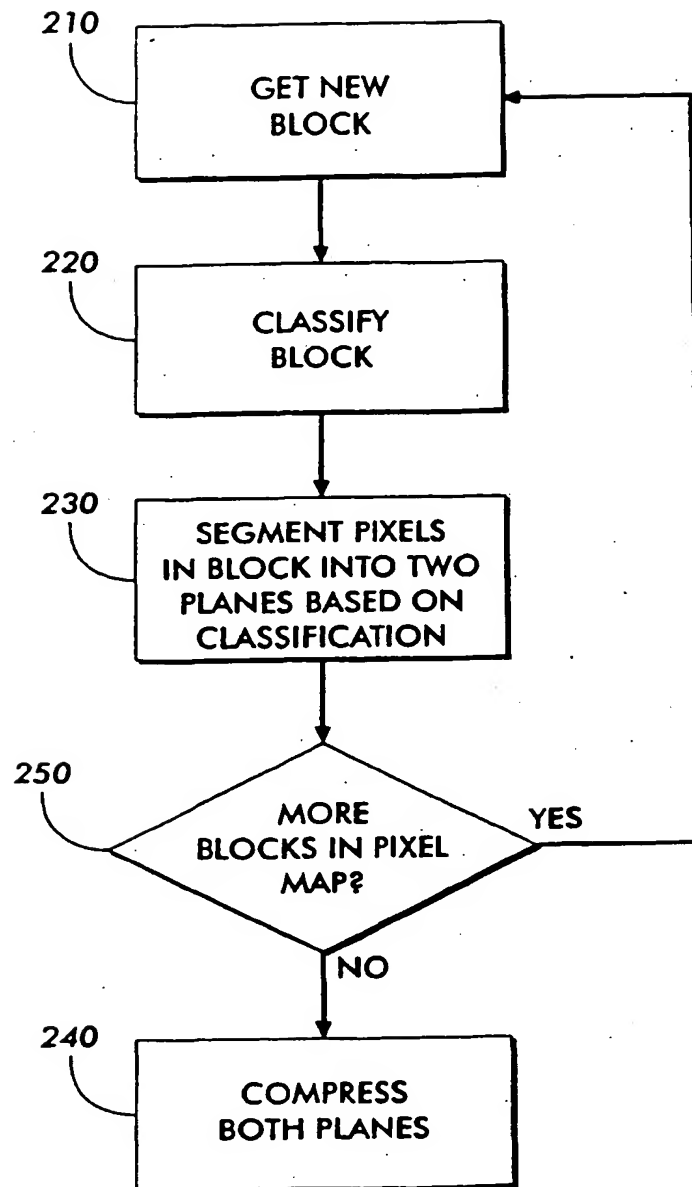 210
GET NEW
BLOCK
220
CLASSIFY
BLOCK
230
SEGMENT PIXELS
IN BLOCK INTO TWO
PLANES BASED ON
CLASSIFICATION
250
MORE
BLOCKS IN PIXEL
MAP?
YES
NO
240
COMPRESS
BOTH PLANES